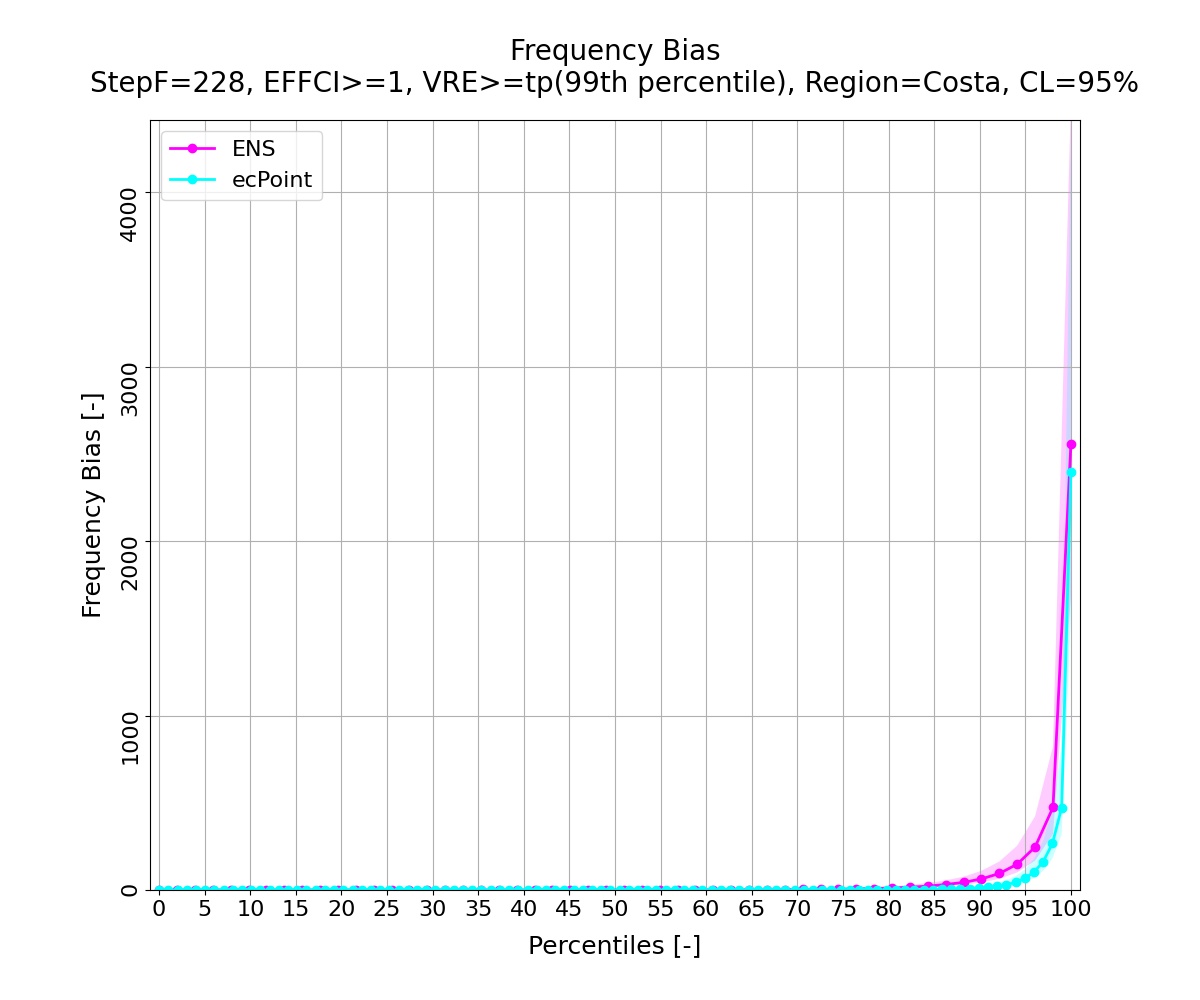 Frequency Bias
StepF=228, EFFCI>=1, VRE>=tp(99th percentile), Region=Costa, CL=95%
ENS
ecPoint
Frequency Bias [-]
4000
3000
2000
1000
0
0 5 10 15 20 25 30 35 40 45 50 55 60 65 70 75 80 85 90 95 100
Percentiles [-]